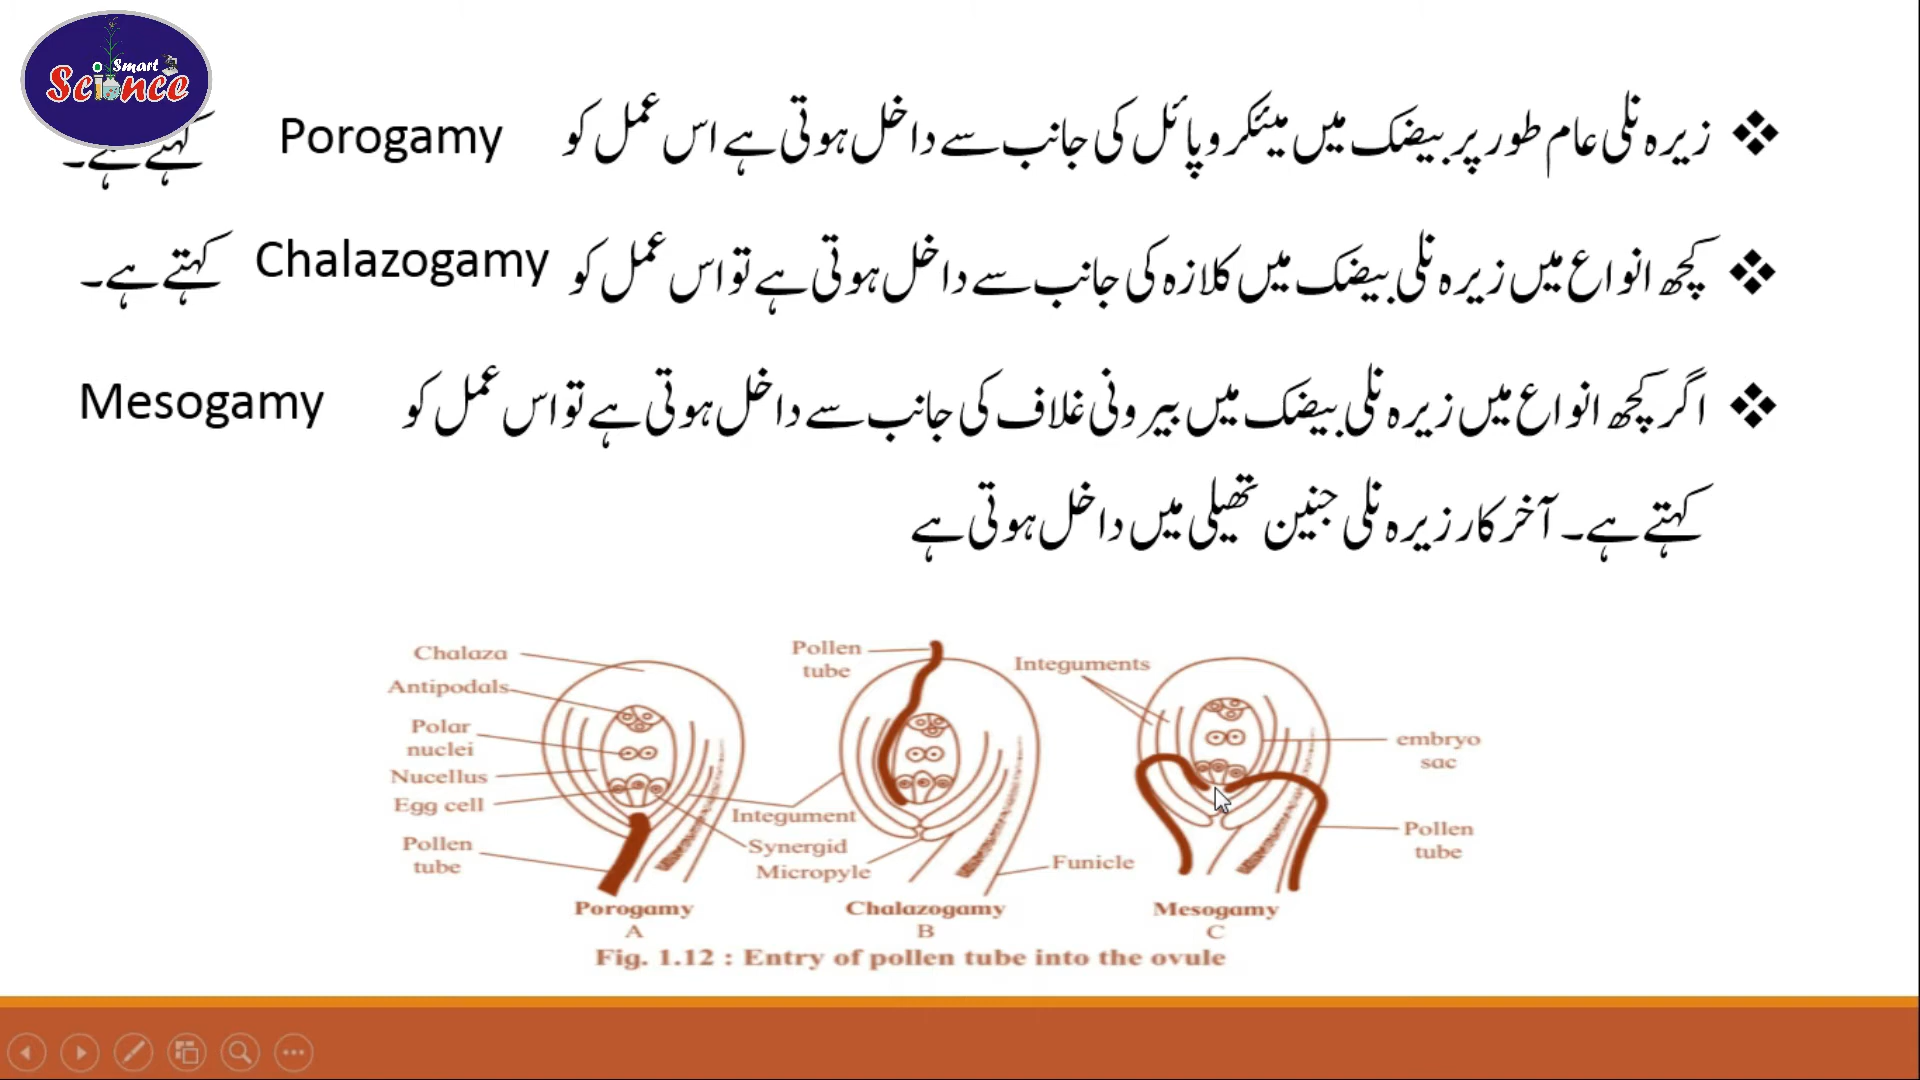 Smart
Science
زیرہ نلی عام طور پر بیضک میں میئکروپائل کی جانب سے داخل ہوتی ہے اس عمل کو Porogamy کہتے ہے۔
کچھ انواع میں زیرہ نلی بیضک میں کلازہ کی جانب سے داخل ہوتی ہے تو اس عمل کو Chalazogamy کہتے ہے۔
اگر کچھ انواع میں زیرہ نلی بیضک میں بیرونی غلاف کی جانب سے داخل ہوتی ہے تو اس عمل کو Mesogamy
کہتے ہے۔ آخر کار زیرہ نلی جنین تھیلی میں داخل ہوتی ہے
Chalaza
Antipodals
Polar
nuclei
Nucellus
Egg cell
Pollen
tube
Pollen
tube
Integument
Synergid
Micropyle
Funicle
Integuments
embryo
sac
Pollen
tube
Porogamy
A
Chalazogamy
B
Mesogamy
C
Fig. 1.12 : Entry of pollen tube into the ovule